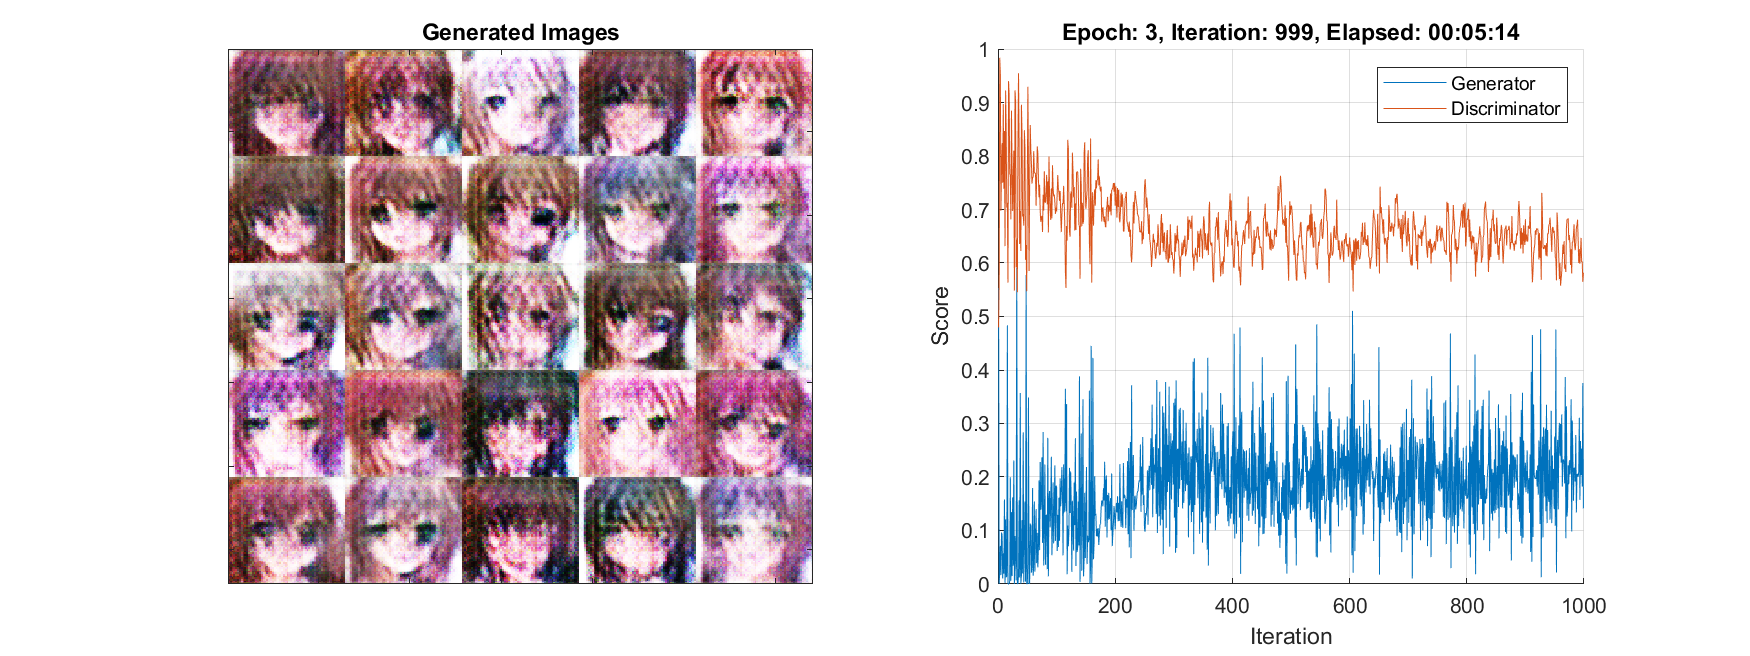 Generated Images
Epoch: 3, Iteration: 999, Elapsed: 00:05:14
Generator
Discriminator
1
0.9
0.8
0.7
0.6
0.5
0.4
0.3
0.2
0.1
0
Score
0 200 400 600 800 1000
Iteration